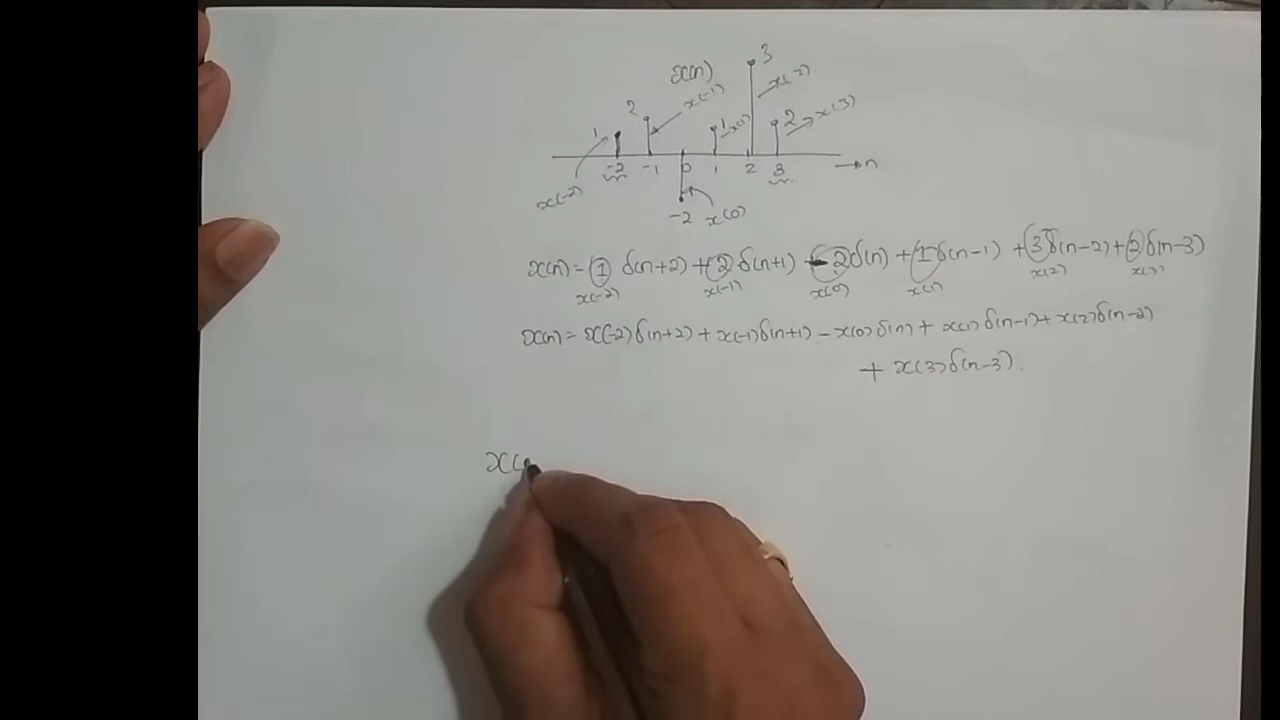 3
x(n) x(2)
2 x(-1)
1 1 x(0) 2 x(3)
-2 -1 0 1 2 3 → n
x(-2) -2 x(0)
x(n) = 1 δ(n+2) + 2 δ(n+1) - 2 δ(n) + 1 δ(n-1) + 3 δ(n-2) + 2 δ(n-3)
x(-2) x(-1) x(0) x(1) x(2) x(3)
x(n) = x(-2) δ(n+2) + x(-1) δ(n+1) - x(0) δ(n) + x(1) δ(n-1) + x(2) δ(n-2)
+ x(3) δ(n-3).
x(